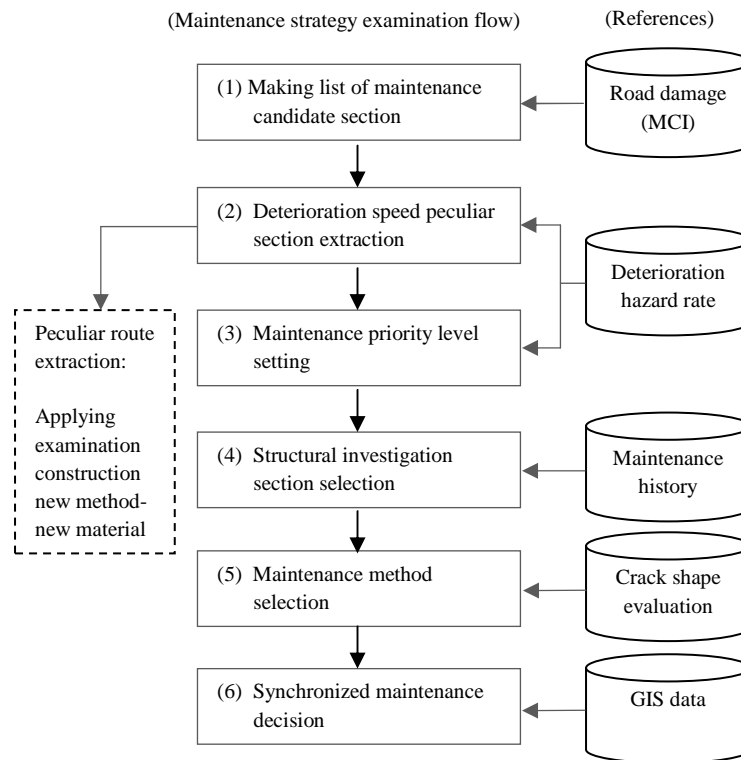 (Maintenance strategy examination flow)
(References)
(1) Making list of maintenance
candidate section
Road damage
(MCI)
(2) Deterioration speed peculiar
section extraction
Deterioration
hazard rate
(3) Maintenance priority level
setting
Peculiar route
extraction:
Applying
examination
construction
new method-
new material
(4) Structural investigation
section selection
Maintenance
history
(5) Maintenance method
selection
Crack shape
evaluation
(6) Synchronized maintenance
decision
GIS data